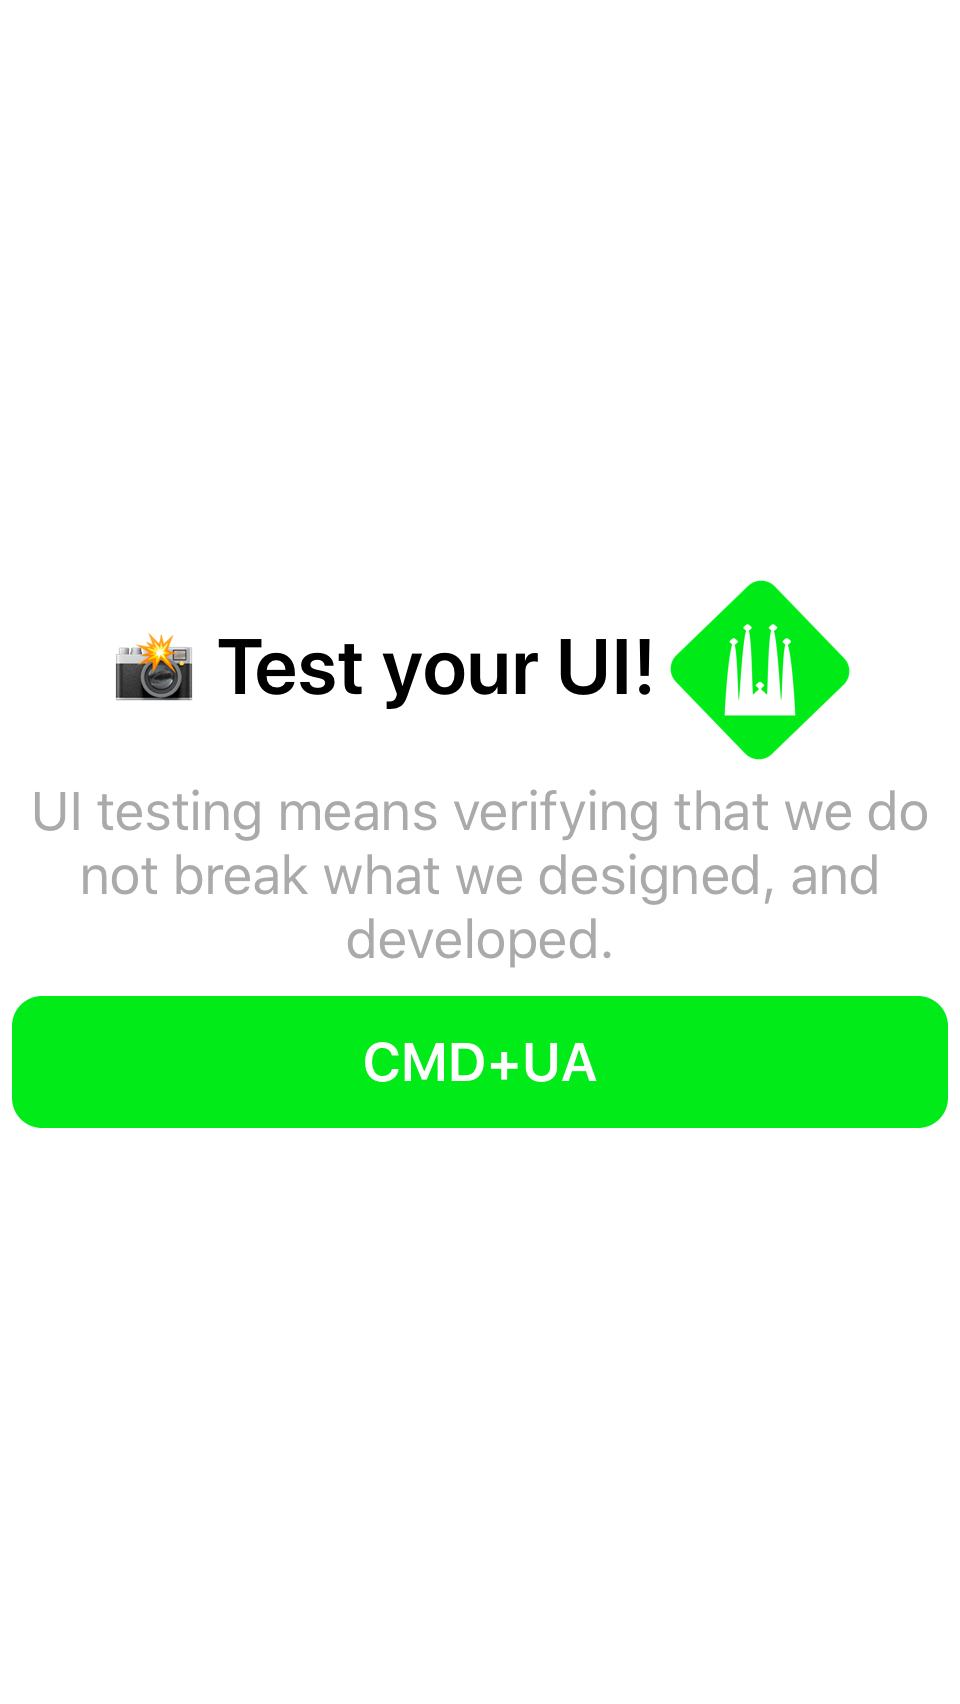 📸 Test your UI!
UI testing means verifying that we do
not break what we designed, and
developed.
CMD+UA